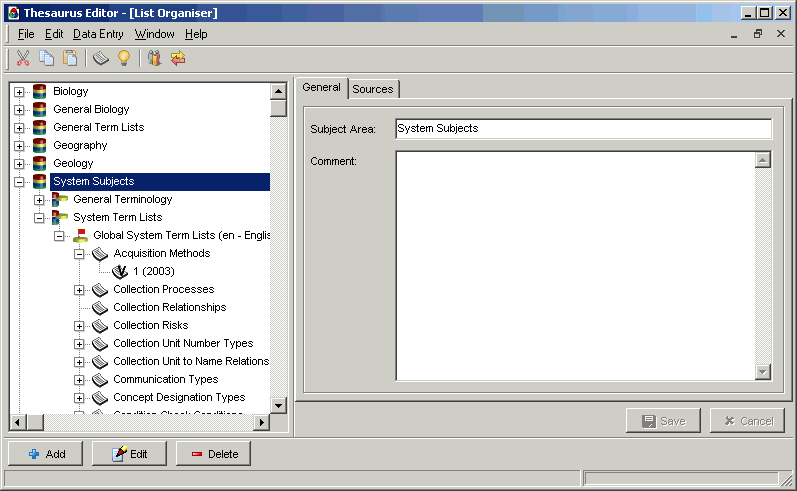 Thesaurus Editor - [List Organiser]
File Edit Data Entry Window Help
Biology
General Biology
General Term Lists
Geography
Geology
System Subjects
General Terminology
System Term Lists
Global System Term Lists (en - Englis
Acquisition Methods
1 (2003)
Collection Processes
Collection Relationships
Collection Risks
Collection Unit Number Types
Collection Unit to Name Relations
Communication Types
Concept Designation Types
Condition Check Conditions
General Sources
Subject Area: System Subjects
Comment:
Save Cancel
Add Edit Delete